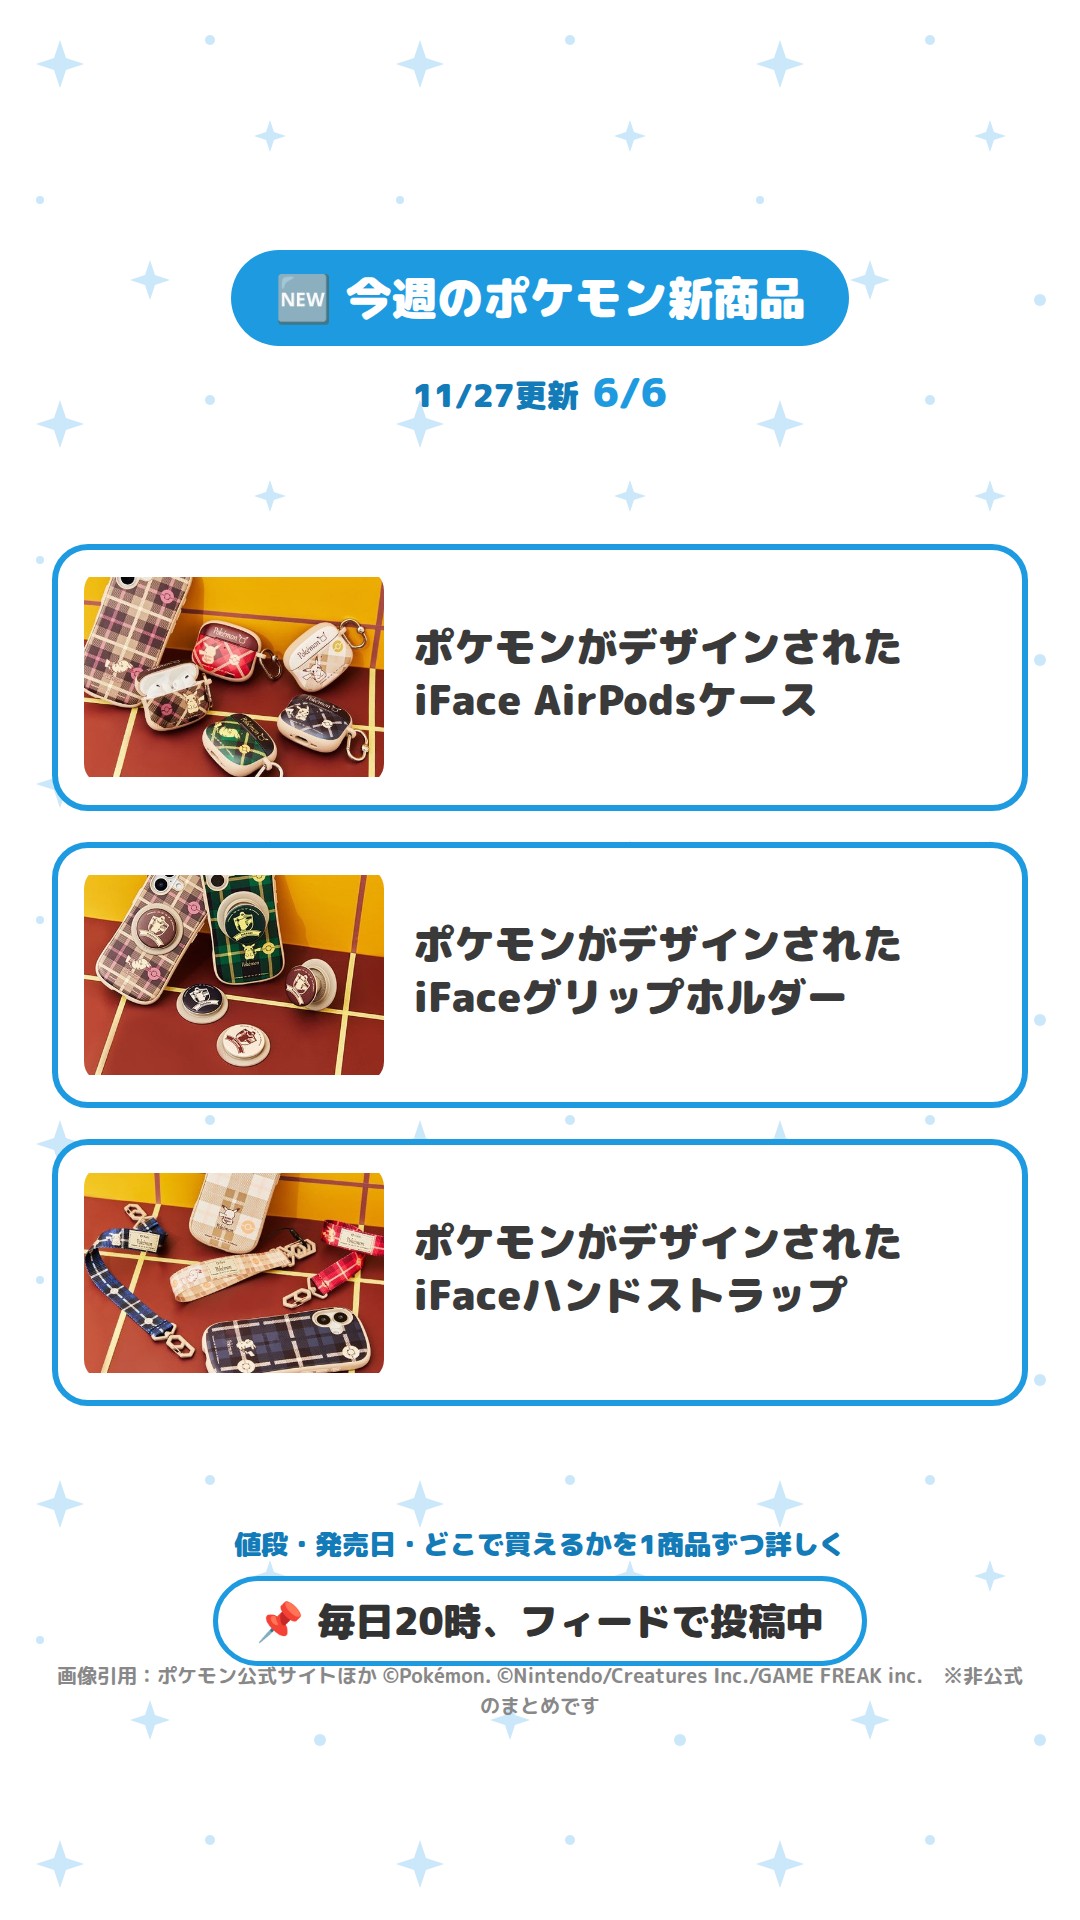 🆕 今週のポケモン新商品
11/27更新 6/6
ポケモンがデザインされた
iFace AirPodsケース
ポケモンがデザインされた
iFaceグリップホルダー
ポケモンがデザインされた
iFaceハンドストラップ
値段・発売日・どこで買えるかを1商品ずつ詳しく
📌 毎日20時、フィードで投稿中
画像引用：ポケモン公式サイトほか ©Pokémon. ©Nintendo/Creatures Inc./GAME FREAK inc.　※非公式
のまとめです